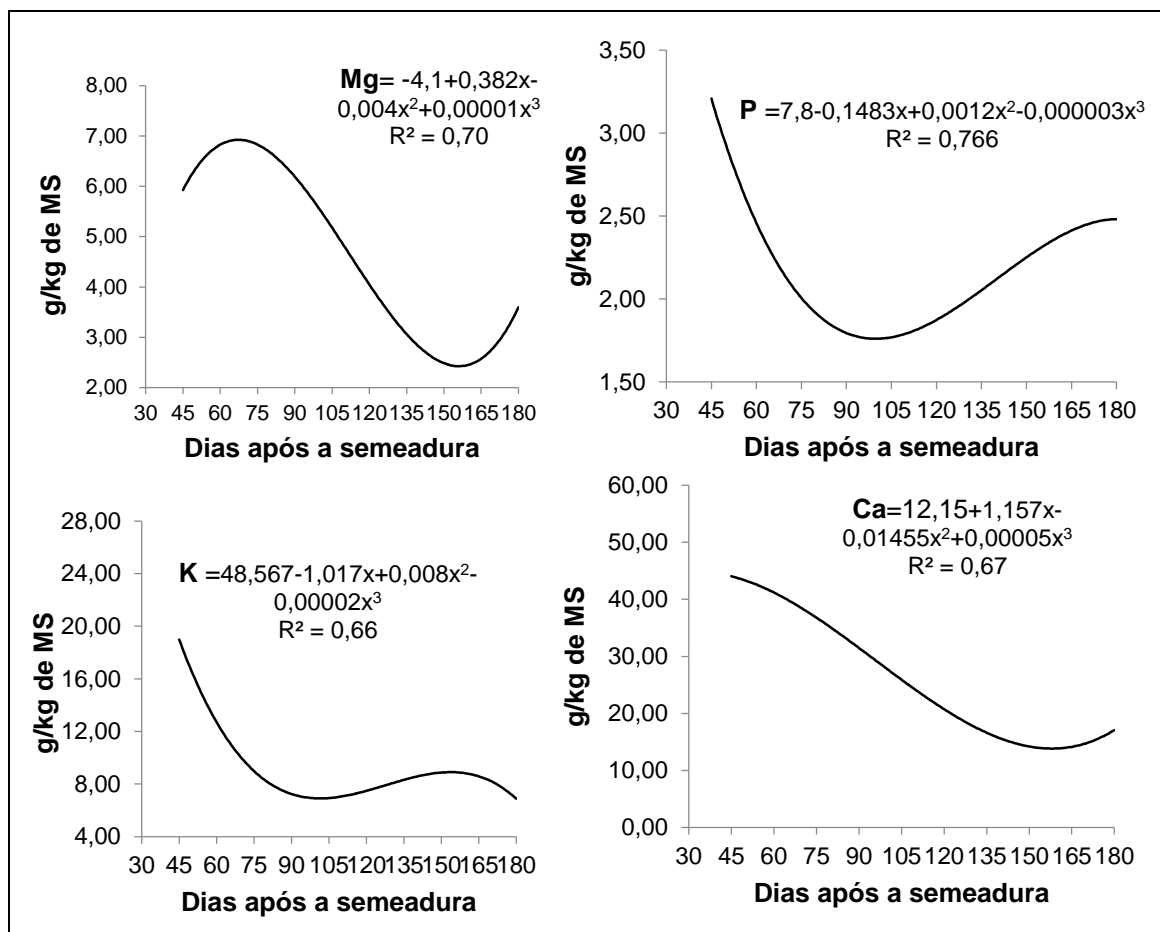 8,00
7,00
6,00
5,00
4,00
3,00
2,00
g/kg de MS
Mg= -4,1+0,382x-
0,004x²+0,00001x³
R² = 0,70
30 45 60 75 90 105 120 135 150 165 180
Dias após a semeadura
3,50
3,00
2,50
2,00
1,50
g/kg de MS
P =7,8-0,1483x+0,0012x²-0,000003x³
R² = 0,766
30 45 60 75 90 105 120 135 150 165 180
Dias após a semeadura
28,00
24,00
20,00
16,00
12,00
8,00
4,00
g/kg de MS
K =48,567-1,017x+0,008x²-
0,00002x³
R² = 0,66
30 45 60 75 90 105 120 135 150 165 180
Dias após a semeadura
60,00
50,00
40,00
30,00
20,00
10,00
0,00
g/kg de MS
Ca=12,15+1,157x-
0,01455x²+0,00005x³
R² = 0,67
30 45 60 75 90 105 120 135 150 165 180
Dias após a semeadura